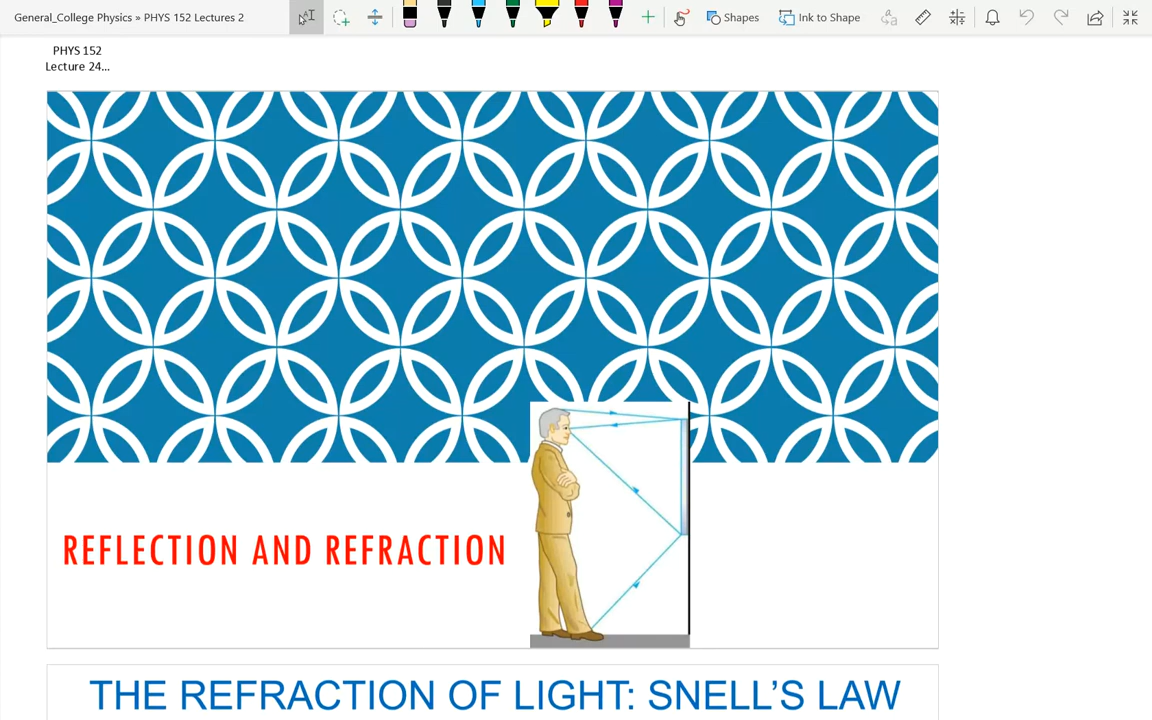 General_College Physics » PHYS 152 Lectures 2
Shapes
Ink to Shape
PHYS 152
Lecture 24...
REFLECTION AND REFRACTION
THE REFRACTION OF LIGHT: SNELL’S LAW